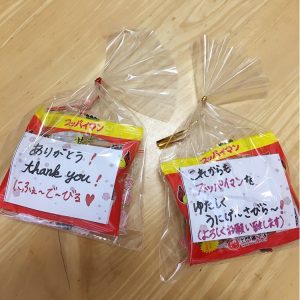 スッパイマン
ありがとう!
thank you!
にふぇーでーびる♥
スッパイマン
これからも
スッパイマンを
ゆたしく
うにげーさびら〜!
(よろしくお願い致します)